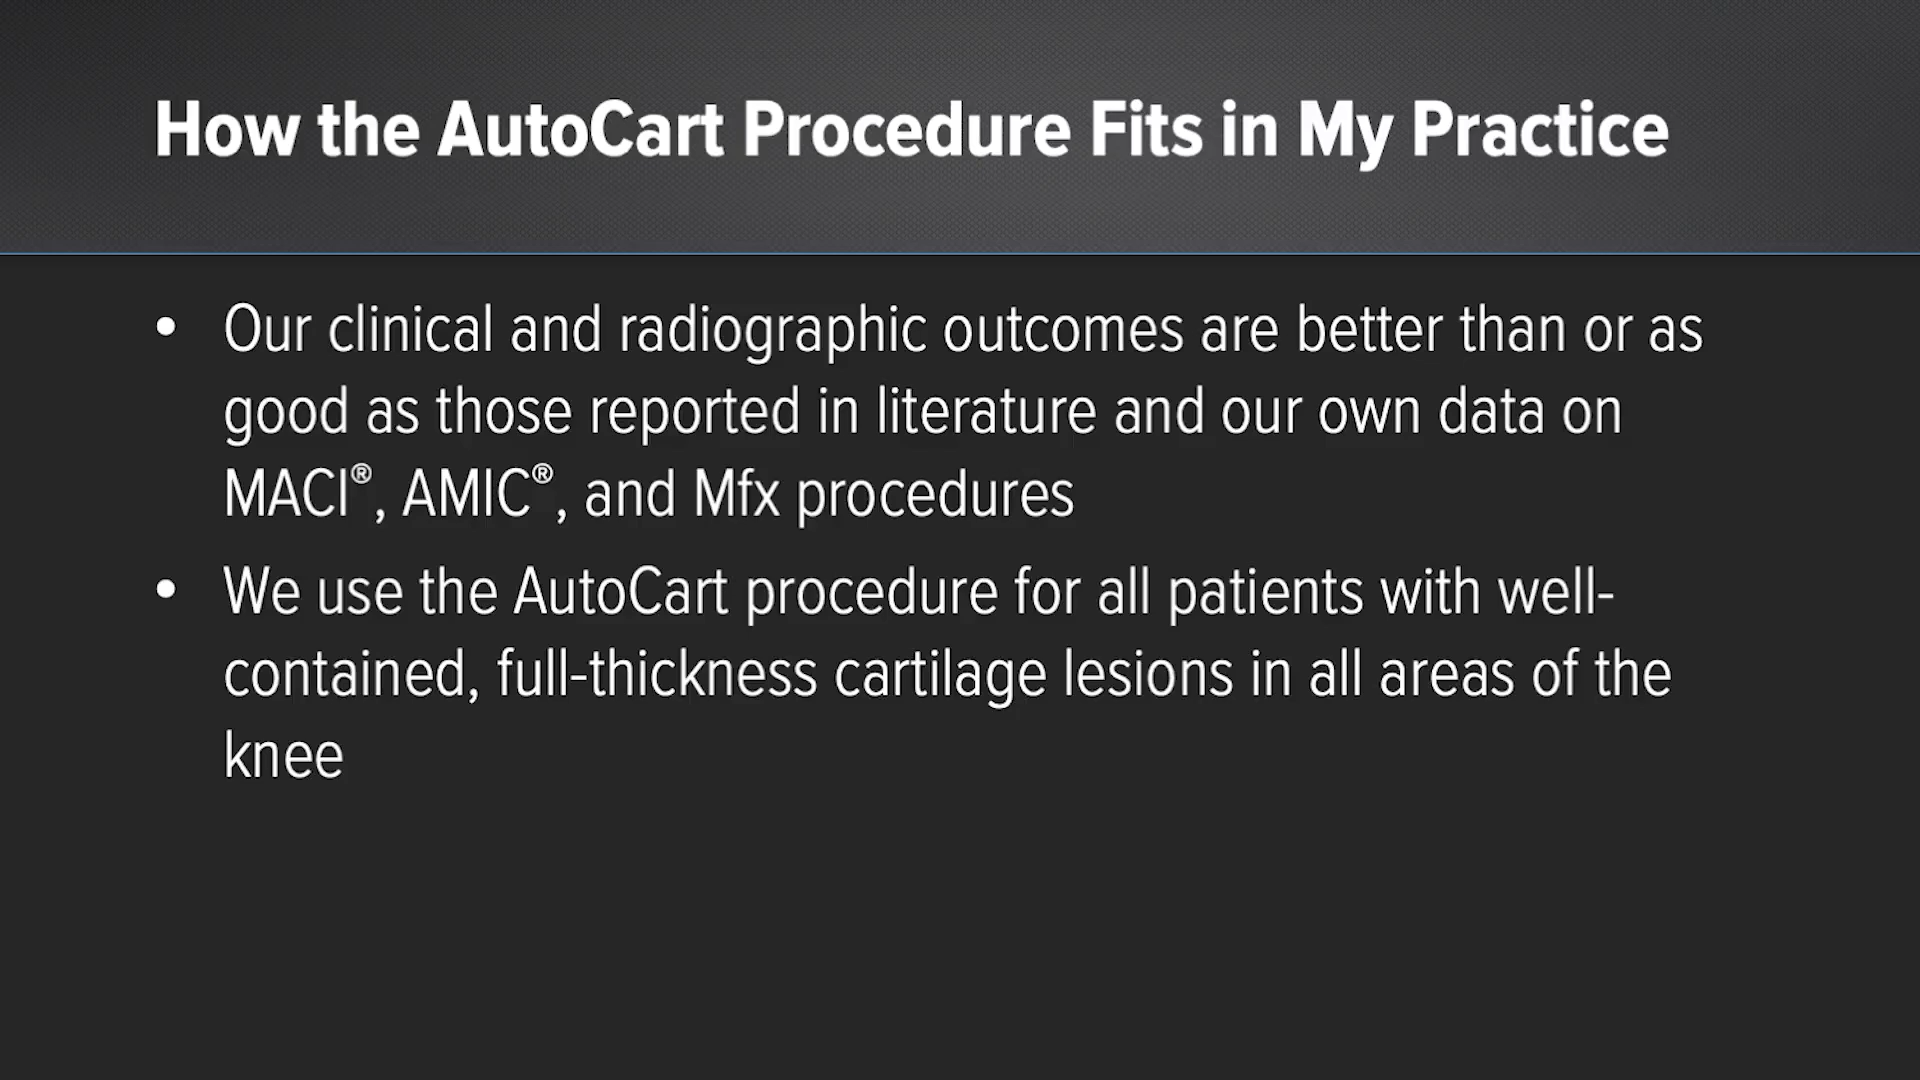 How the AutoCart Procedure Fits in My Practice
• Our clinical and radiographic outcomes are better than or as
good as those reported in literature and our own data on
MACI®, AMIC®, and Mfx procedures
• We use the AutoCart procedure for all patients with well-
contained, full-thickness cartilage lesions in all areas of the
knee